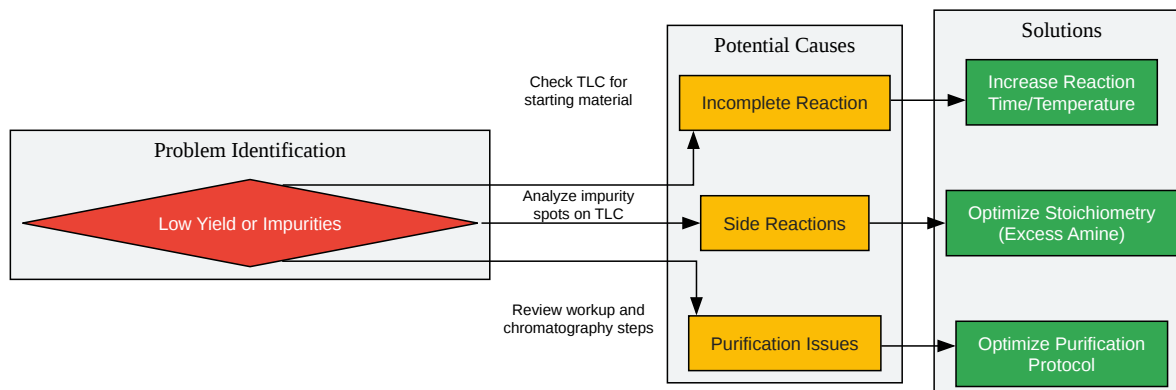 Problem Identification
Low Yield or Impurities
Check TLC for
starting material
Analyze impurity
spots on TLC
Review workup and
chromatography steps
Potential Causes
Incomplete Reaction
Side Reactions
Purification Issues
Solutions
Increase Reaction
Time/Temperature
Optimize Stoichiometry
(Excess Amine)
Optimize Purification
Protocol